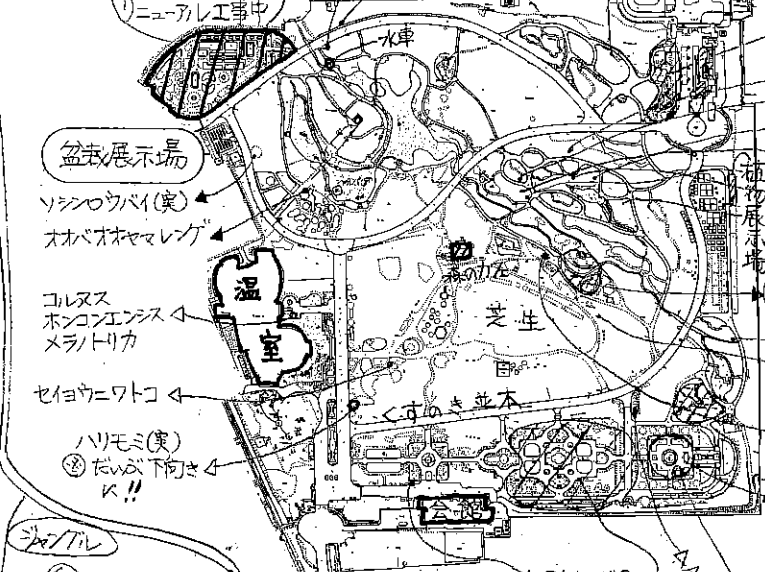 リニューアル工事中
水車
盆栽展示場
ソシンロウバイ(実)
オオバオオヤマレンゲ
植物展示場
温室
森のカフェ
芝生
コルヌス
ホンコンエンシス
メラノトリカ
セイヨウニワトコ
くすのき並木
ハリモミ(実)
だいぶ下向き
に!!
会館
ジャングル